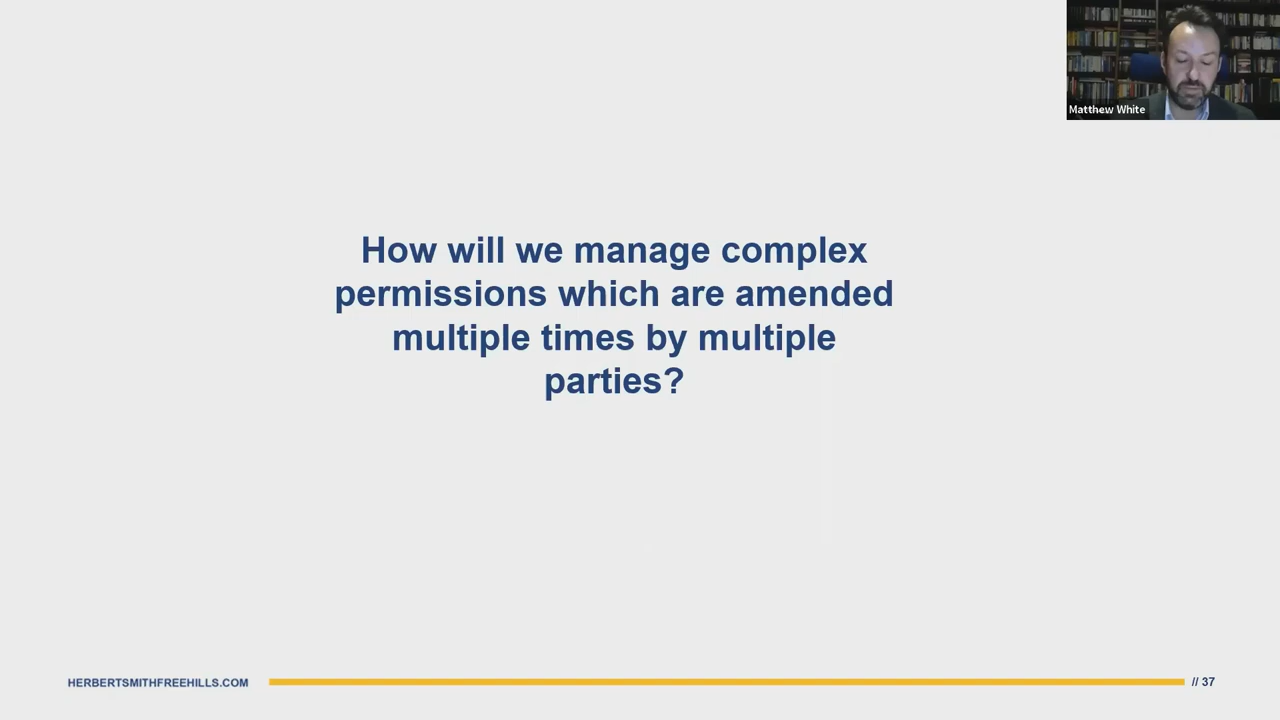 Matthew White
How will we manage complex
permissions which are amended
multiple times by multiple
parties?
HERBERTSMITHFREEHILLS.COM
// 37